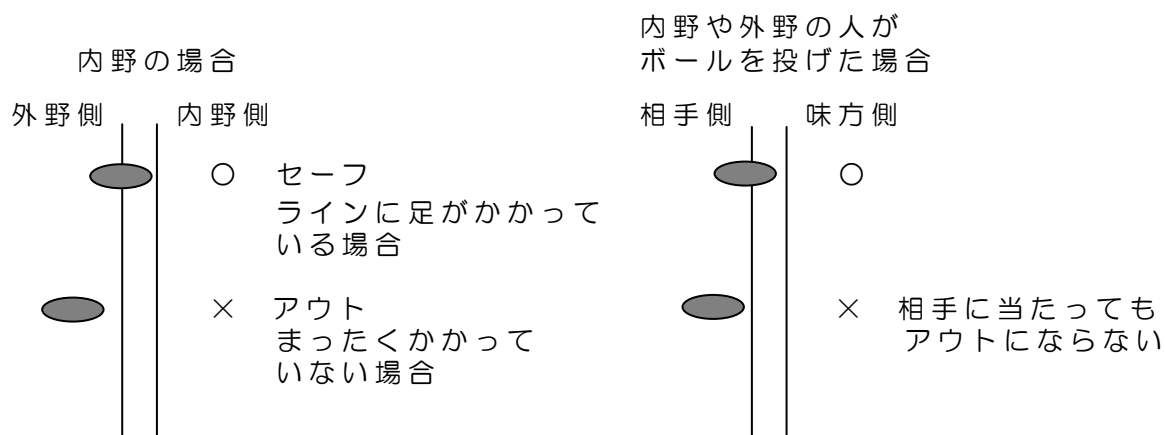 内野の場合
外野側 内野側
○ セーフ
ラインに足がかかって
いる場合
× アウト
まったくかかって
いない場合
内野や外野の人が
ボールを投げた場合
相手側 味方側
○
× 相手に当たっても
アウトにならない